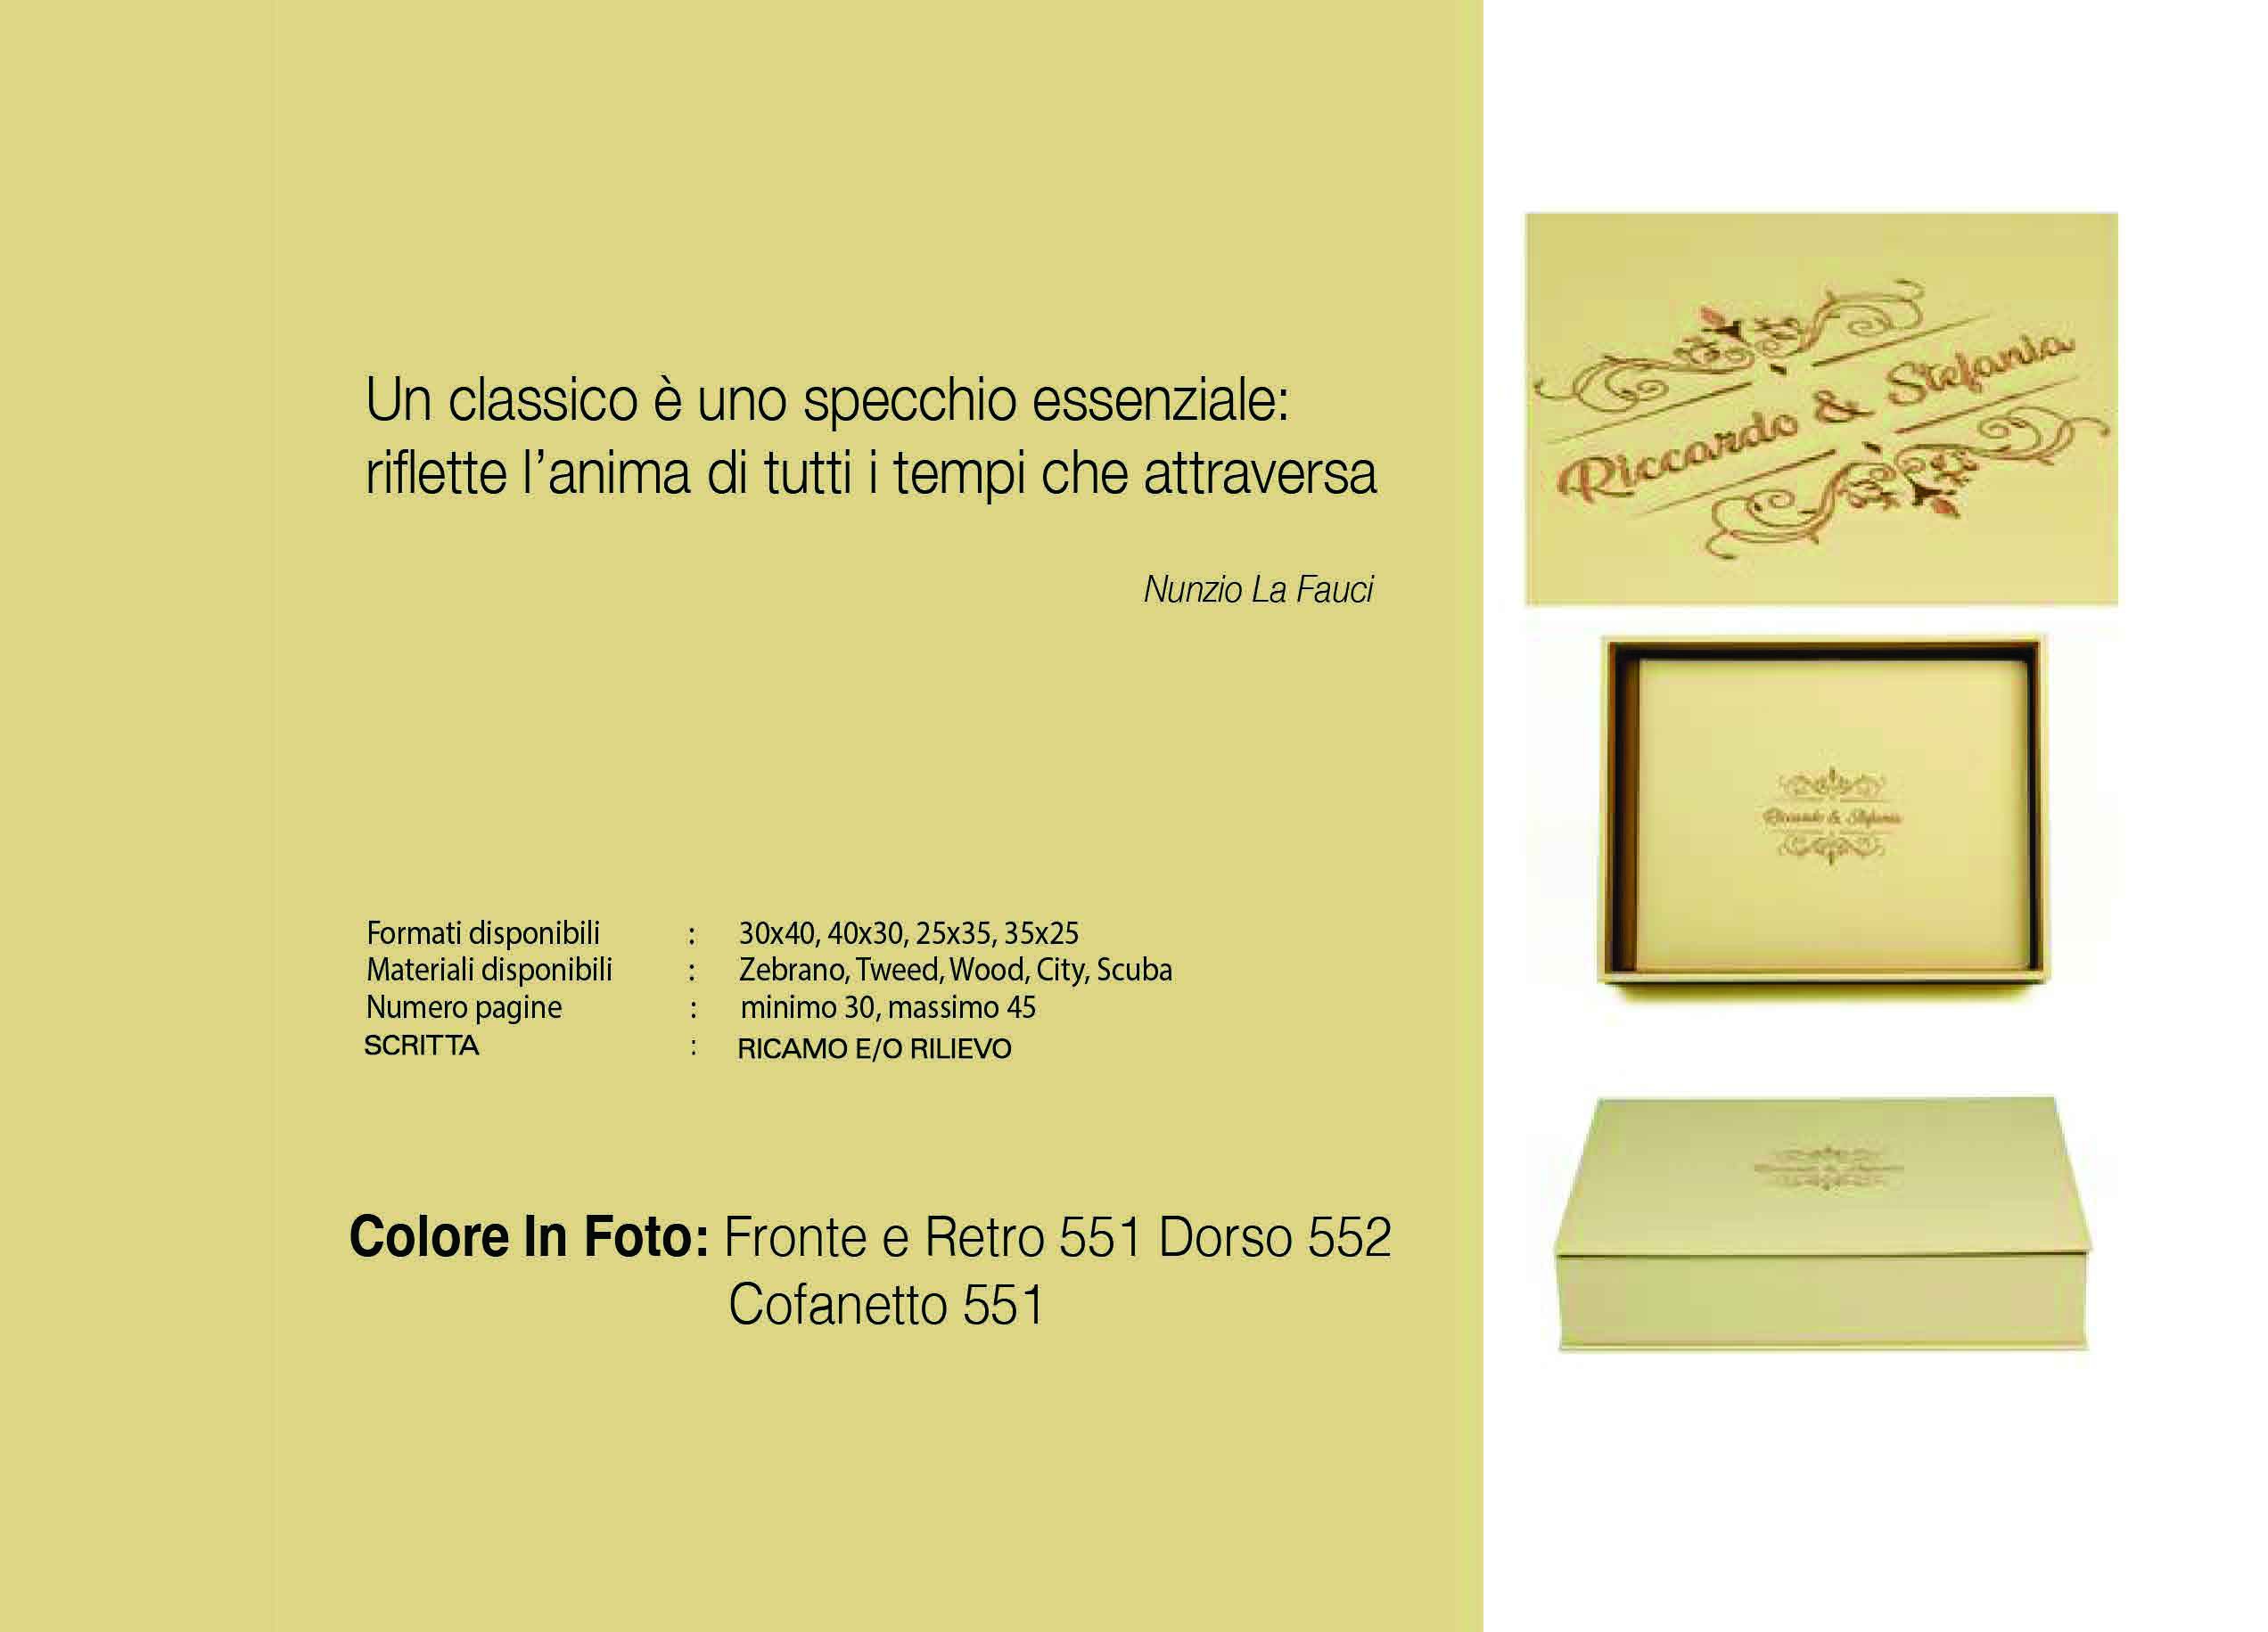 Un classico è uno specchio essenziale:
riflette l’anima di tutti i tempi che attraversa
Nunzio La Fauci
Formati disponibili : 30x40, 40x30, 25x35, 35x25
Materiali disponibili : Zebrano, Tweed, Wood, City, Scuba
Numero pagine : minimo 30, massimo 45
SCRITTA : RICAMO E/O RILIEVO
Colore In Foto: Fronte e Retro 551 Dorso 552
Cofanetto 551
Riccardo & Stefania
Riccardo & Stefania